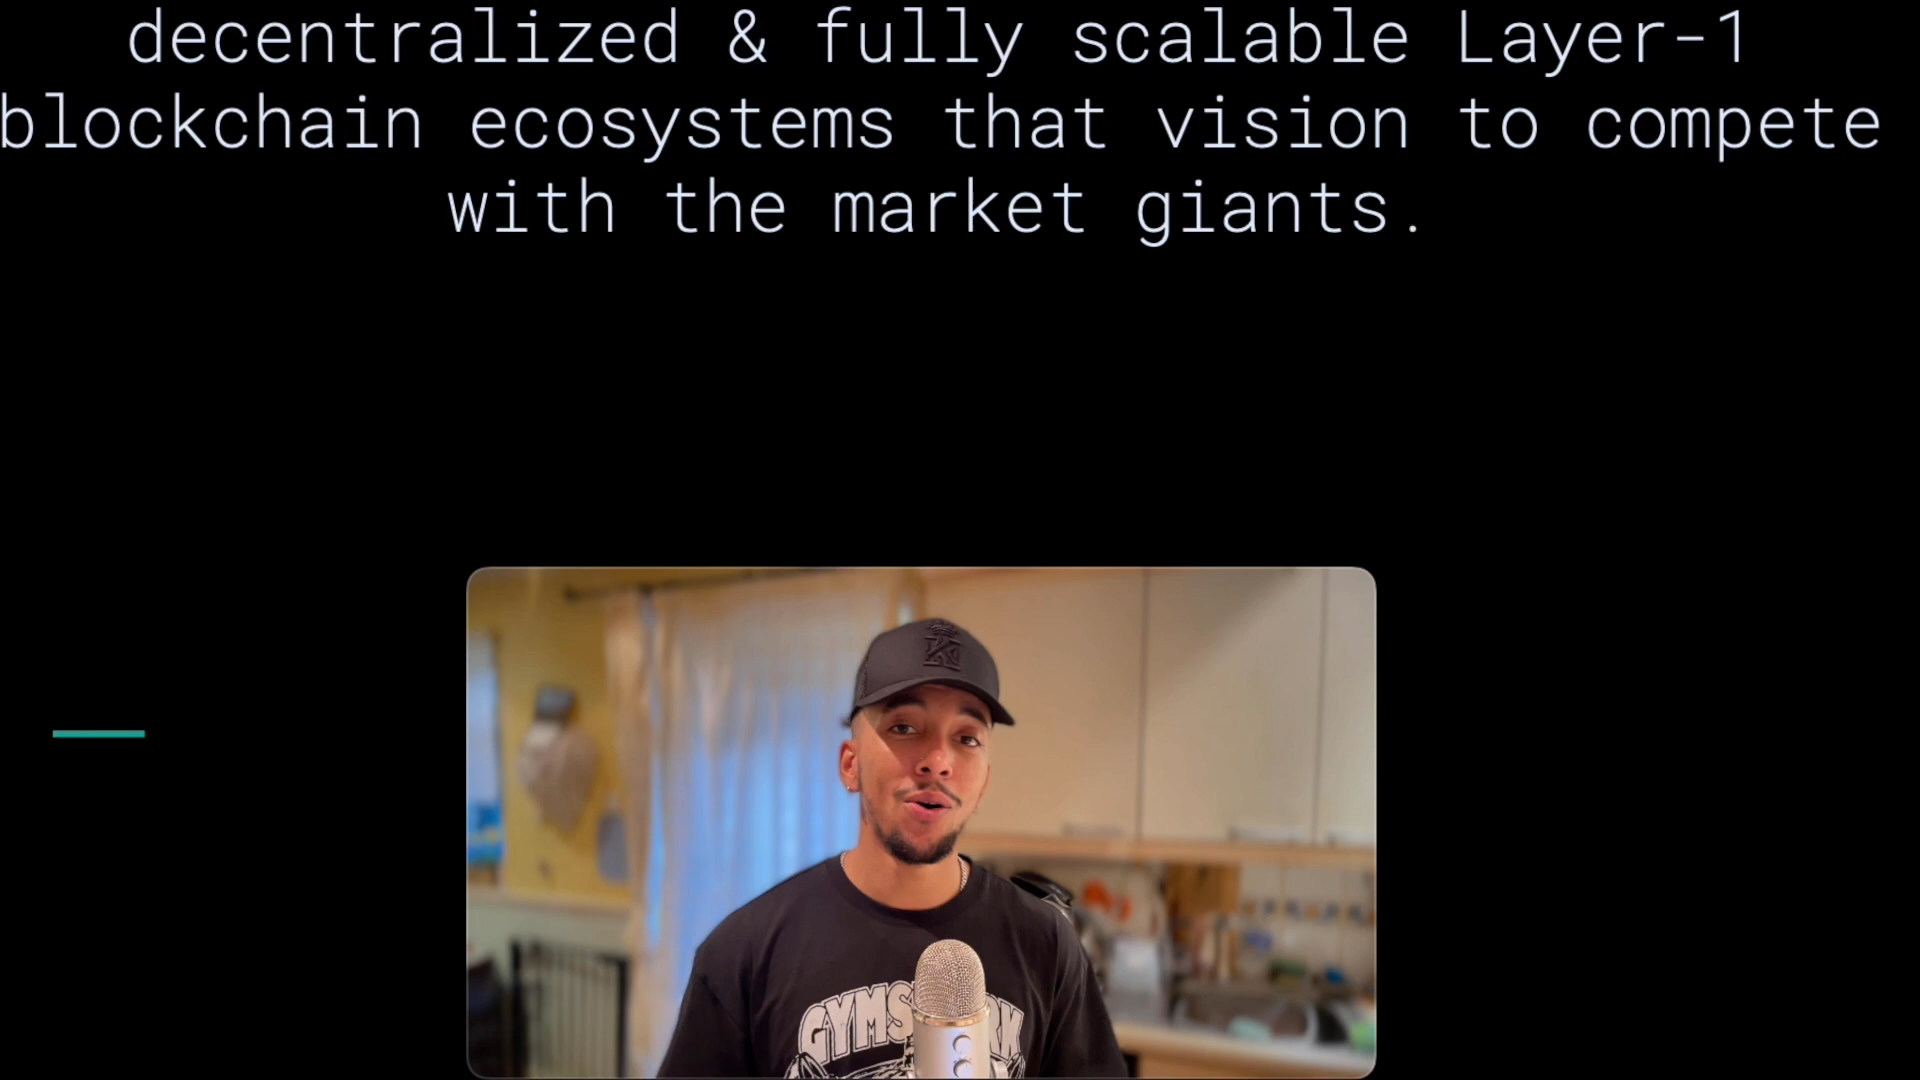 decentralized & fully scalable Layer-1
blockchain ecosystems that vision to compete
with the market giants.
K